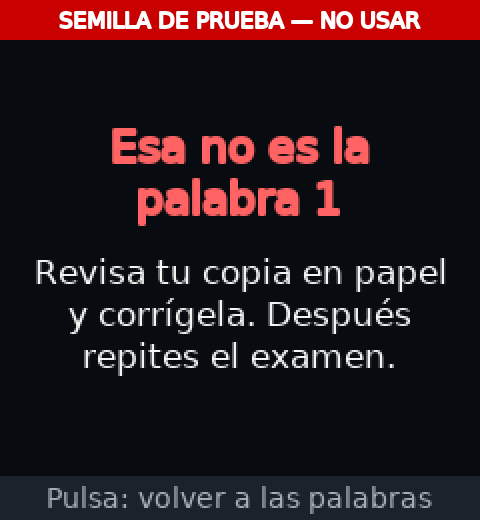 SEMILLA DE PRUEBA — NO USAR
Esa no es la
palabra 1
Revisa tu copia en papel
y corrígela. Después
repites el examen.
Pulsa: volver a las palabras